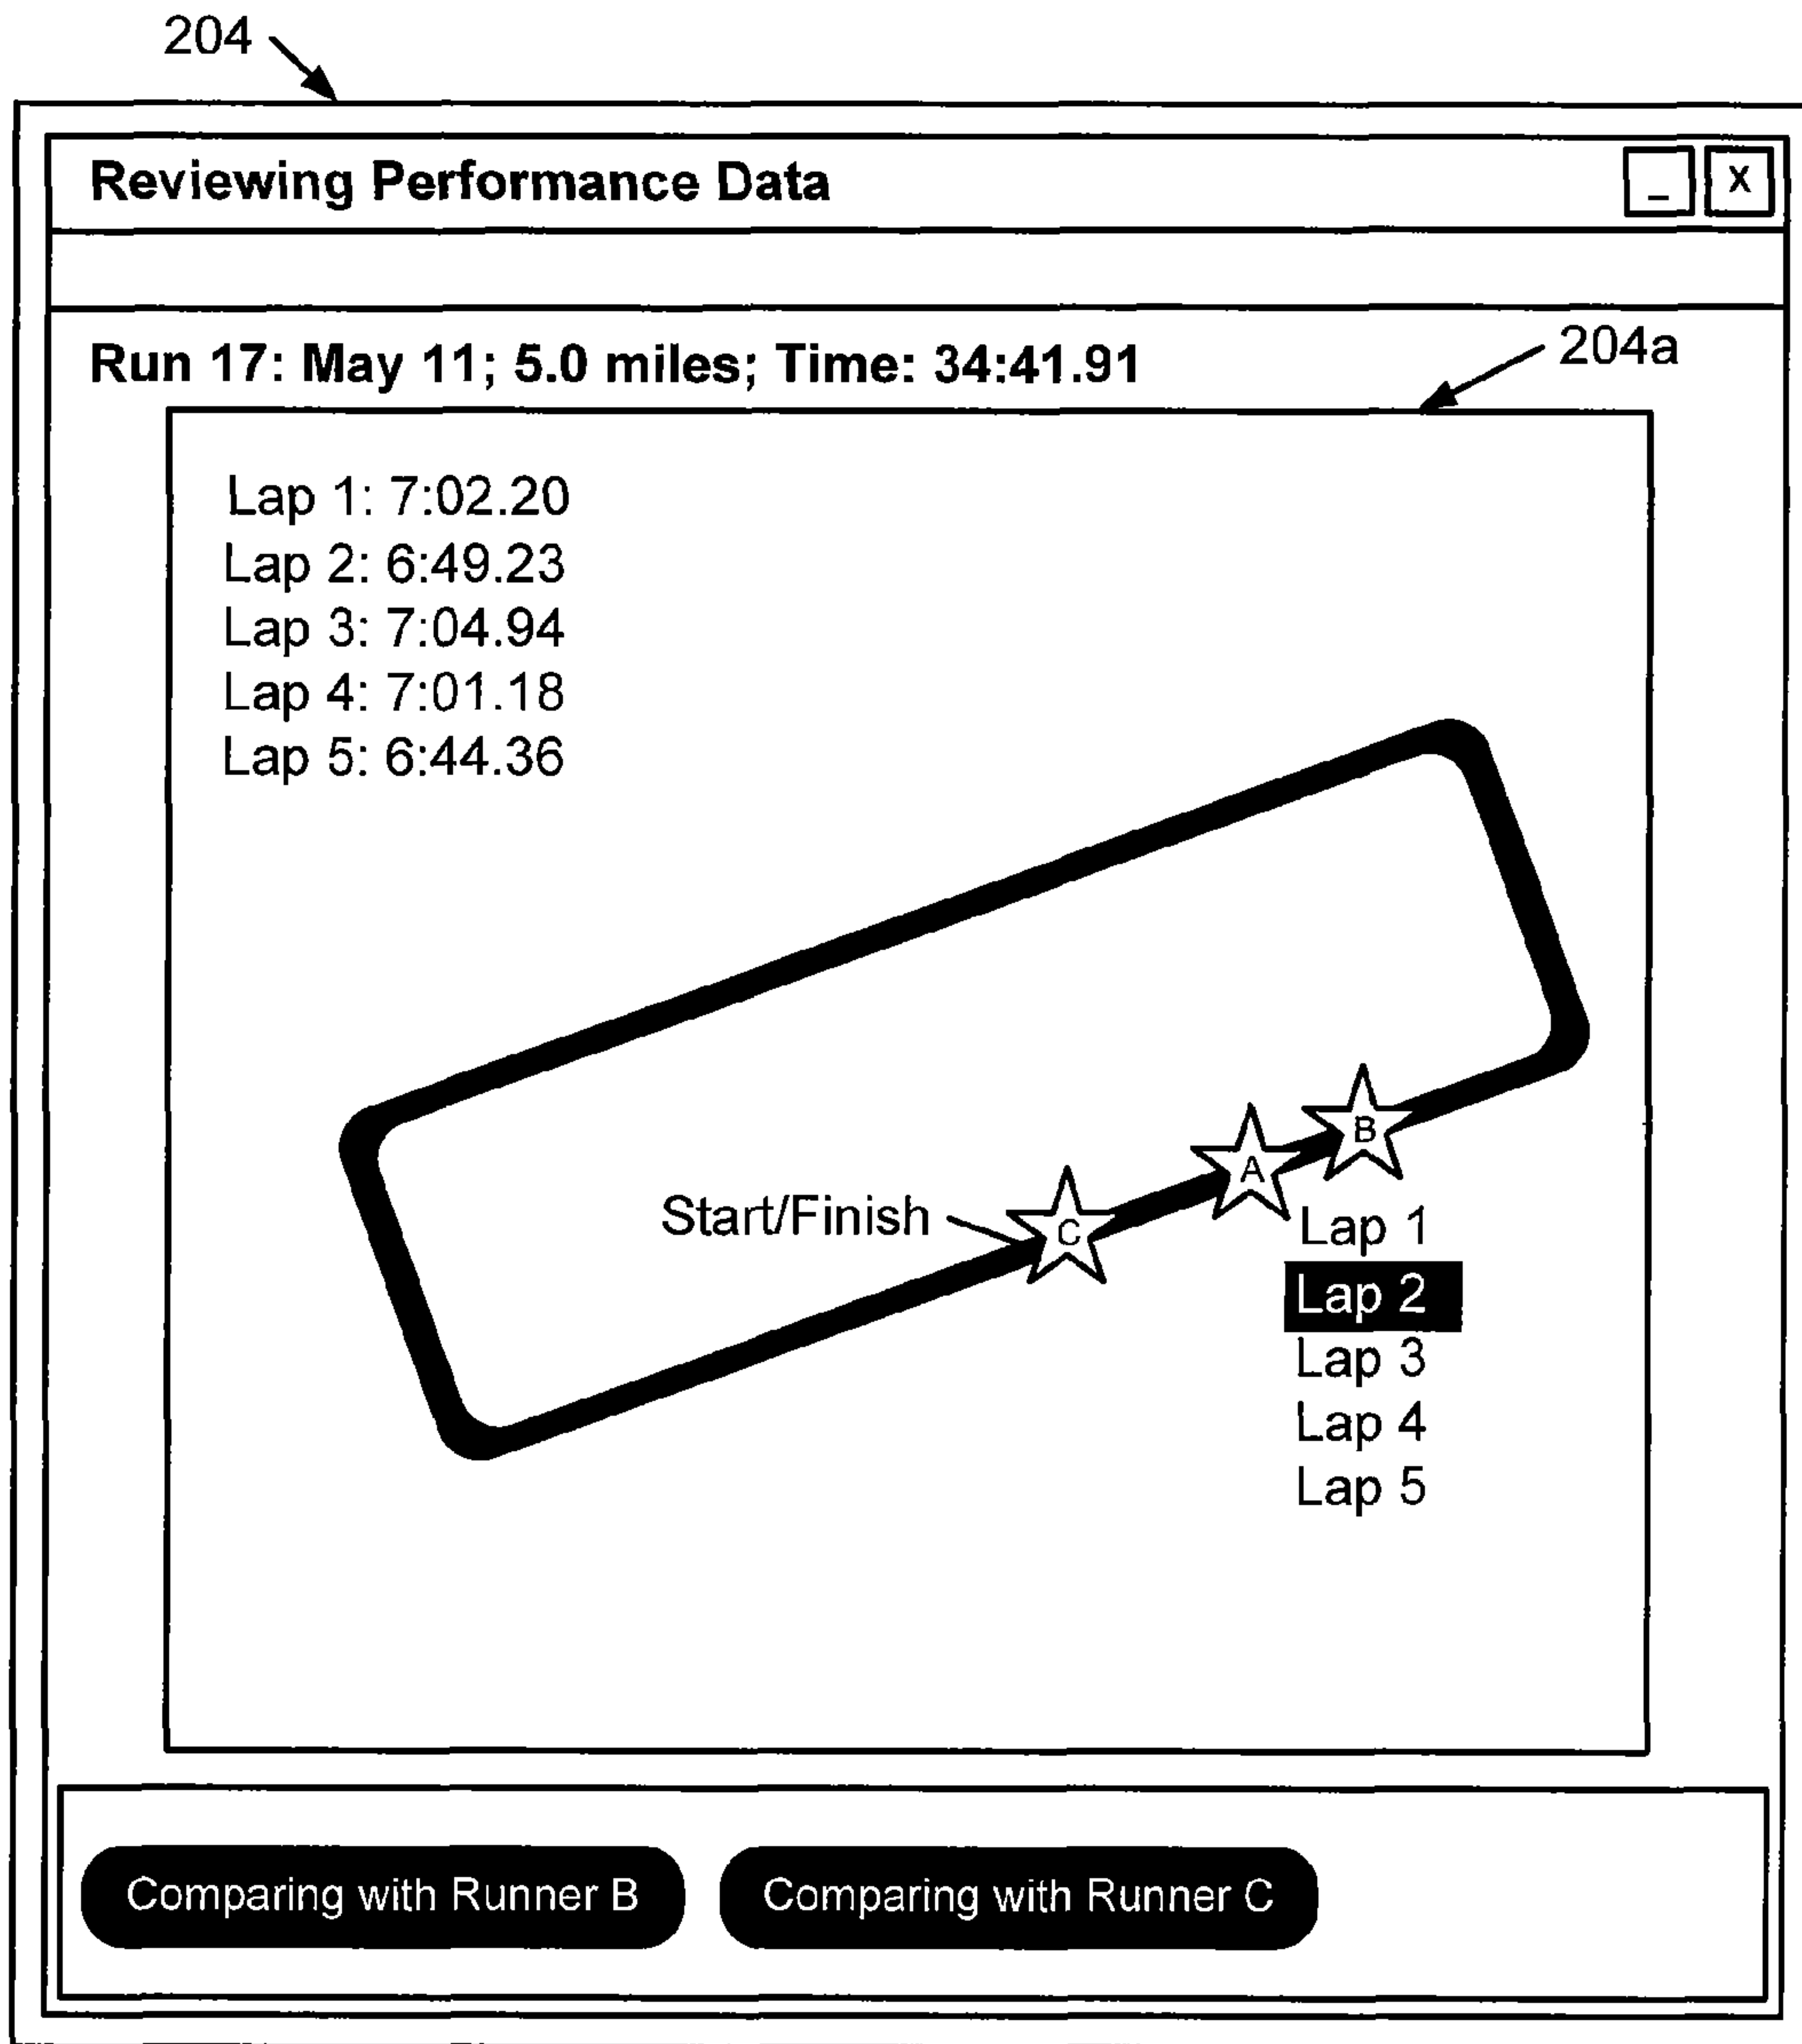 204
Reviewing Performance Data
_ X
Run 17: May 11; 5.0 miles; Time: 34:41.91
204a
Lap 1: 7:02.20
Lap 2: 6:49.23
Lap 3: 7:04.94
Lap 4: 7:01.18
Lap 5: 6:44.36
B
A
Start/Finish
C
Lap 1
Lap 2
Lap 3
Lap 4
Lap 5
Comparing with Runner B
Comparing with Runner C